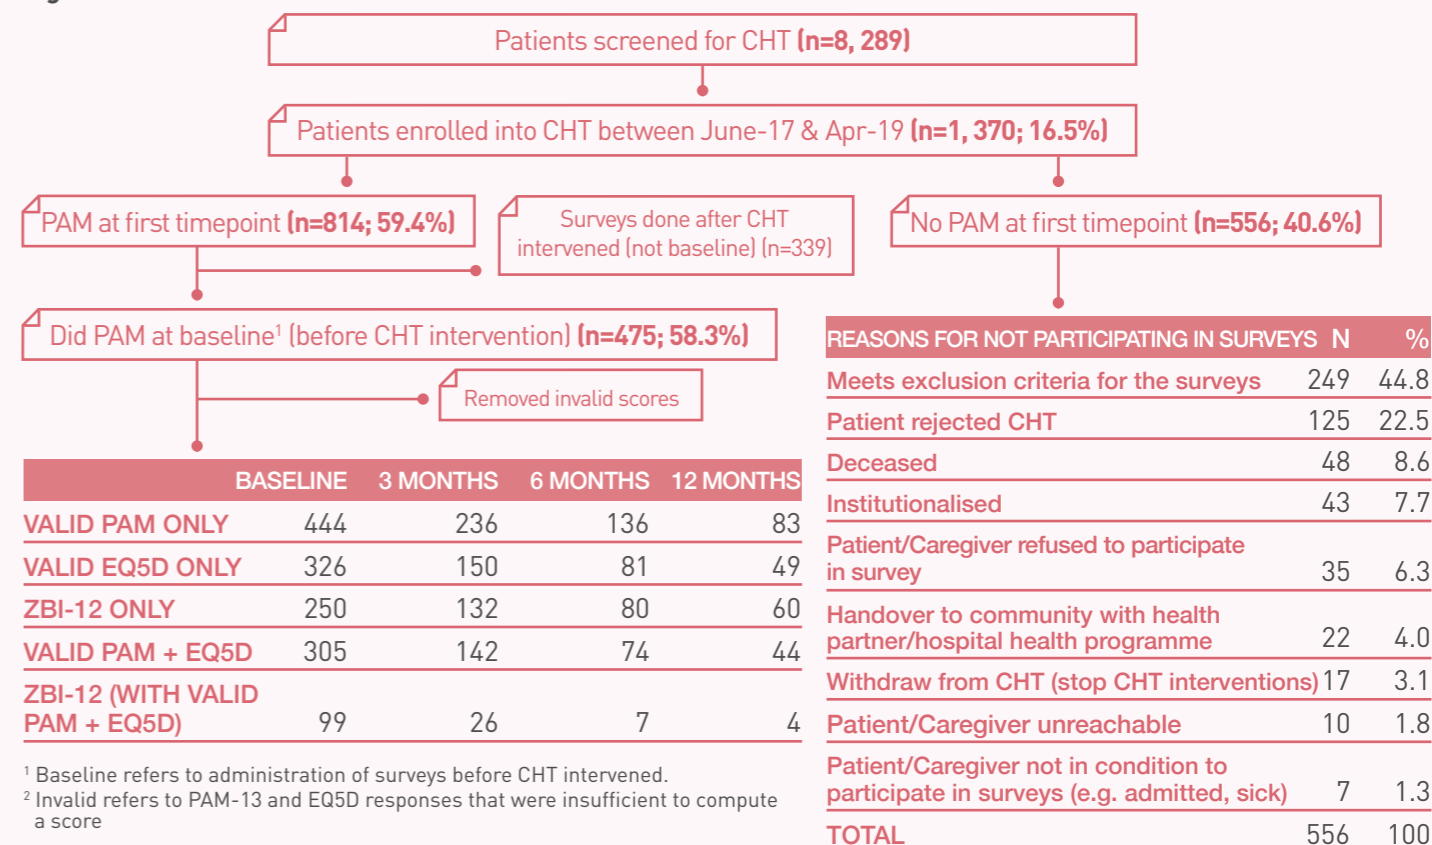 Patients screened for CHT (n=8, 289)
Patients enrolled into CHT between June-17 & Apr-19 (n=1, 370; 16.5%)
PAM at first timepoint (n=814; 59.4%)
Surveys done after CHT
intervened (not baseline) (n=339)
No PAM at first timepoint (n=556; 40.6%)
Did PAM at baseline¹ (before CHT intervention) (n=475; 58.3%)
Removed invalid scores
BASELINE 3 MONTHS 6 MONTHS 12 MONTHS
VALID PAM ONLY 444 236 136 83
VALID EQ5D ONLY 326 150 81 49
ZBI-12 ONLY 250 132 80 60
VALID PAM + EQ5D 305 142 74 44
ZBI-12 (WITH VALID
PAM + EQ5D) 99 26 7 4
¹ Baseline refers to administration of surveys before CHT intervened.
² Invalid refers to PAM-13 and EQ5D responses that were insufficient to compute
a score
REASONS FOR NOT PARTICIPATING IN SURVEYS N %
Meets exclusion criteria for the surveys 249 44.8
Patient rejected CHT 125 22.5
Deceased 48 8.6
Institutionalised 43 7.7
Patient/Caregiver refused to participate
in survey 35 6.3
Handover to community with health
partner/hospital health programme 22 4.0
Withdraw from CHT (stop CHT interventions) 17 3.1
Patient/Caregiver unreachable 10 1.8
Patient/Caregiver not in condition to
participate in surveys (e.g. admitted, sick) 7 1.3
TOTAL 556 100